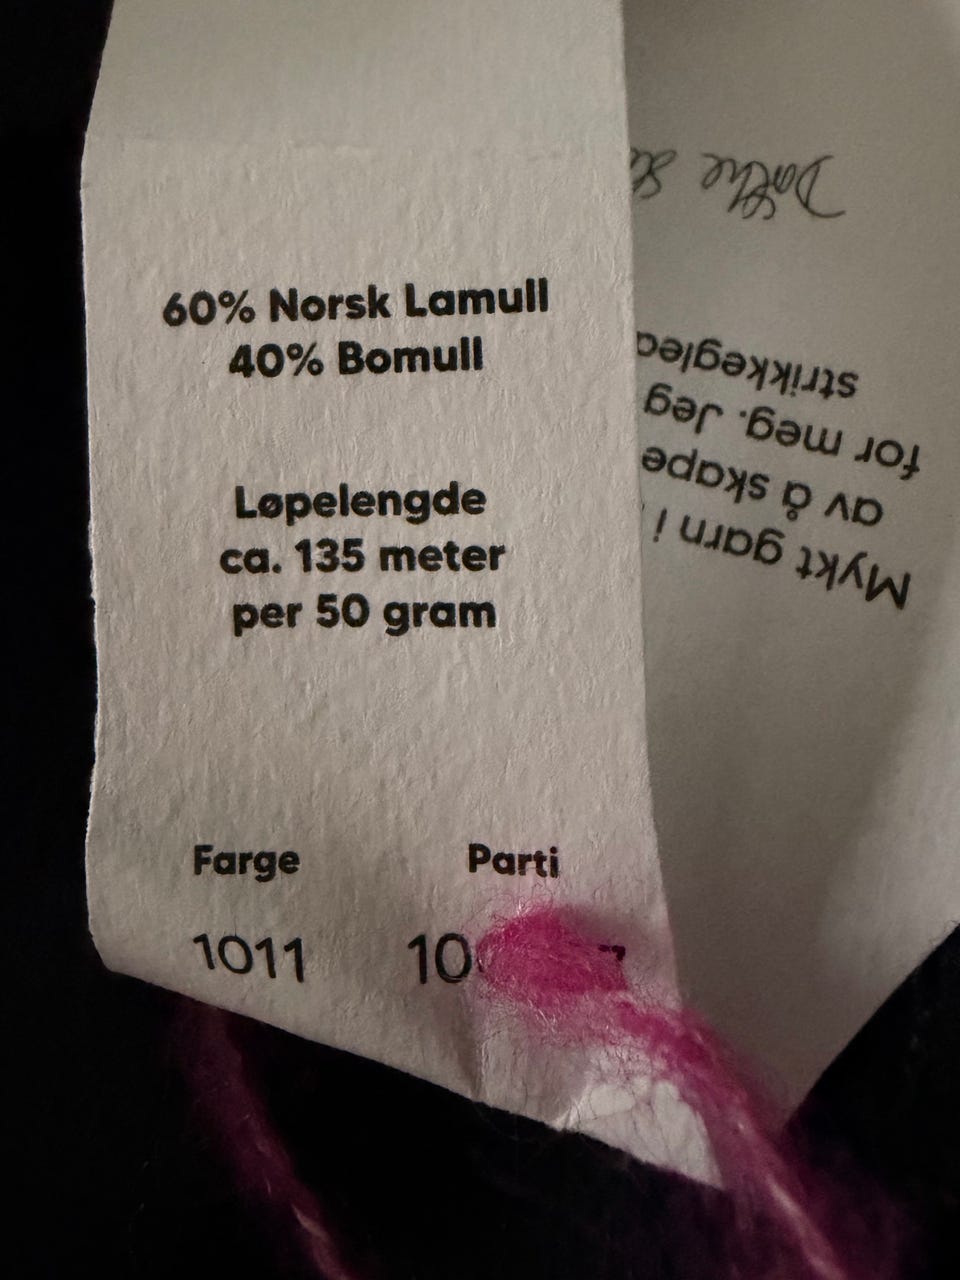 60% Norsk Lamull
40% Bomull
Løpelengde
ca. 135 meter
per 50 gram
Farge Parti
1011
Mykt garn i
av å skape
for meg. Jeg
Dorthe